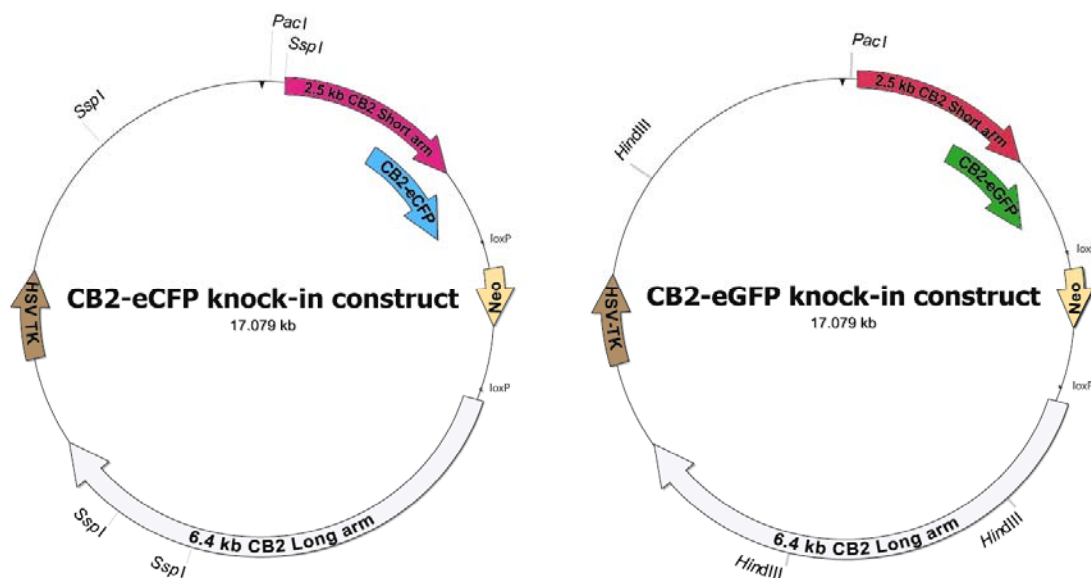 PacI
SspI
SspI
2.5 kb CB2 Short arm
CB2-eCFP
loxP
Neo
HSV TK
CB2-eCFP knock-in construct
17.079 kb
loxP
6.4 kb CB2 Long arm
SspI
SspI
PacI
HindIII
2.5 kb CB2 Short arm
CB2-eGFP
lox
Neo
HSV-TK
CB2-eGFP knock-in construct
17.079 kb
loxP
6.4 kb CB2 Long arm
HindIII
HindIII